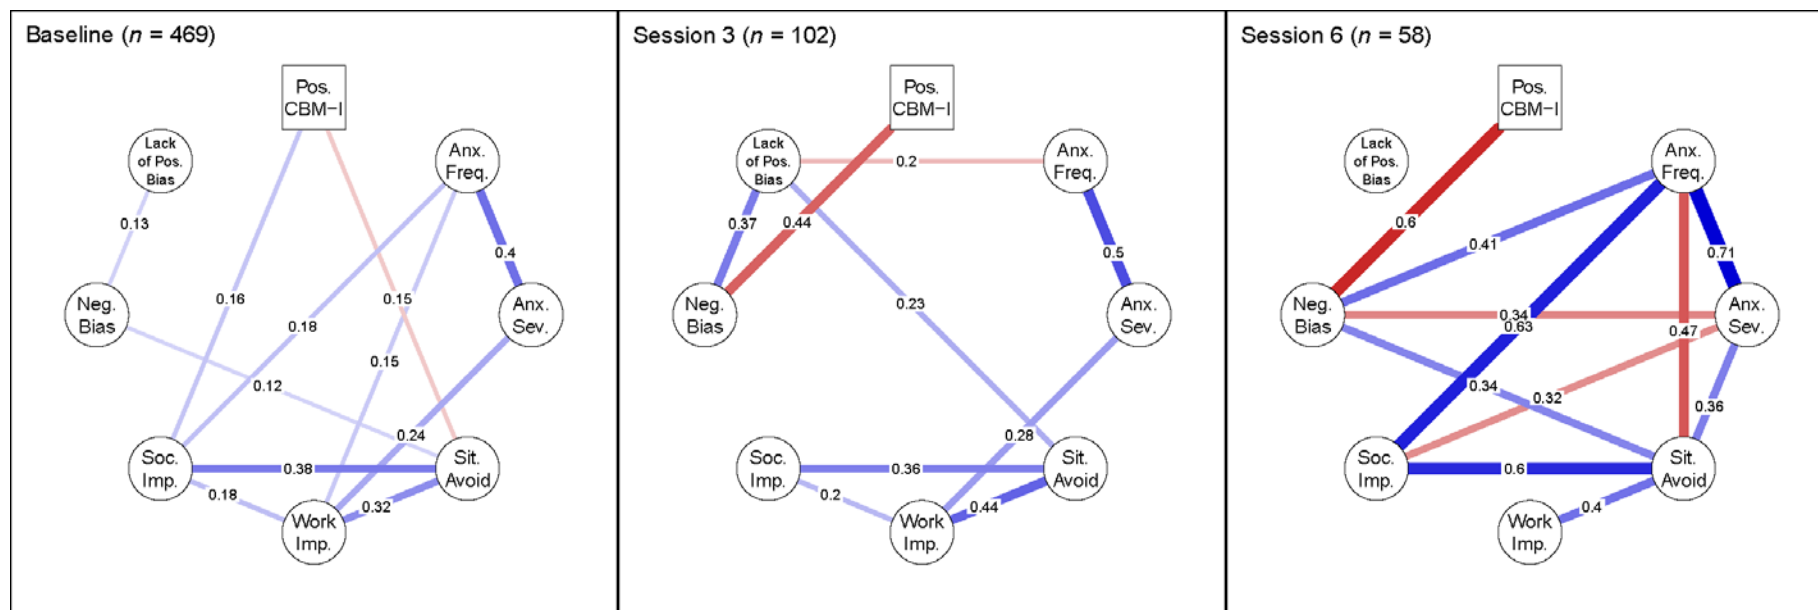 Baseline (n = 469)
Pos.
CBM−I
Lack
of Pos.
Bias
Anx.
Freq.
0.13
0.4
0.16
0.15
Neg.
Bias
Anx.
Sev.
0.18
0.15
0.12
0.24
Soc.
Imp.
0.38
Sit.
Avoid
0.18
0.32
Work
Imp.
Session 3 (n = 102)
Pos.
CBM−I
Lack
of Pos.
Bias
0.2
Anx.
Freq.
0.37
0.44
0.5
0.23
Neg.
Bias
Anx.
Sev.
0.28
Soc.
Imp.
0.36
Sit.
Avoid
0.2
0.44
Work
Imp.
Session 6 (n = 58)
Pos.
CBM−I
Lack
of Pos.
Bias
Anx.
Freq.
0.6
0.41
0.71
Neg.
Bias
0.34
0.63
0.47
Anx.
Sev.
0.34
0.32
0.36
Soc.
Imp.
0.6
Sit.
Avoid
0.4
Work
Imp.